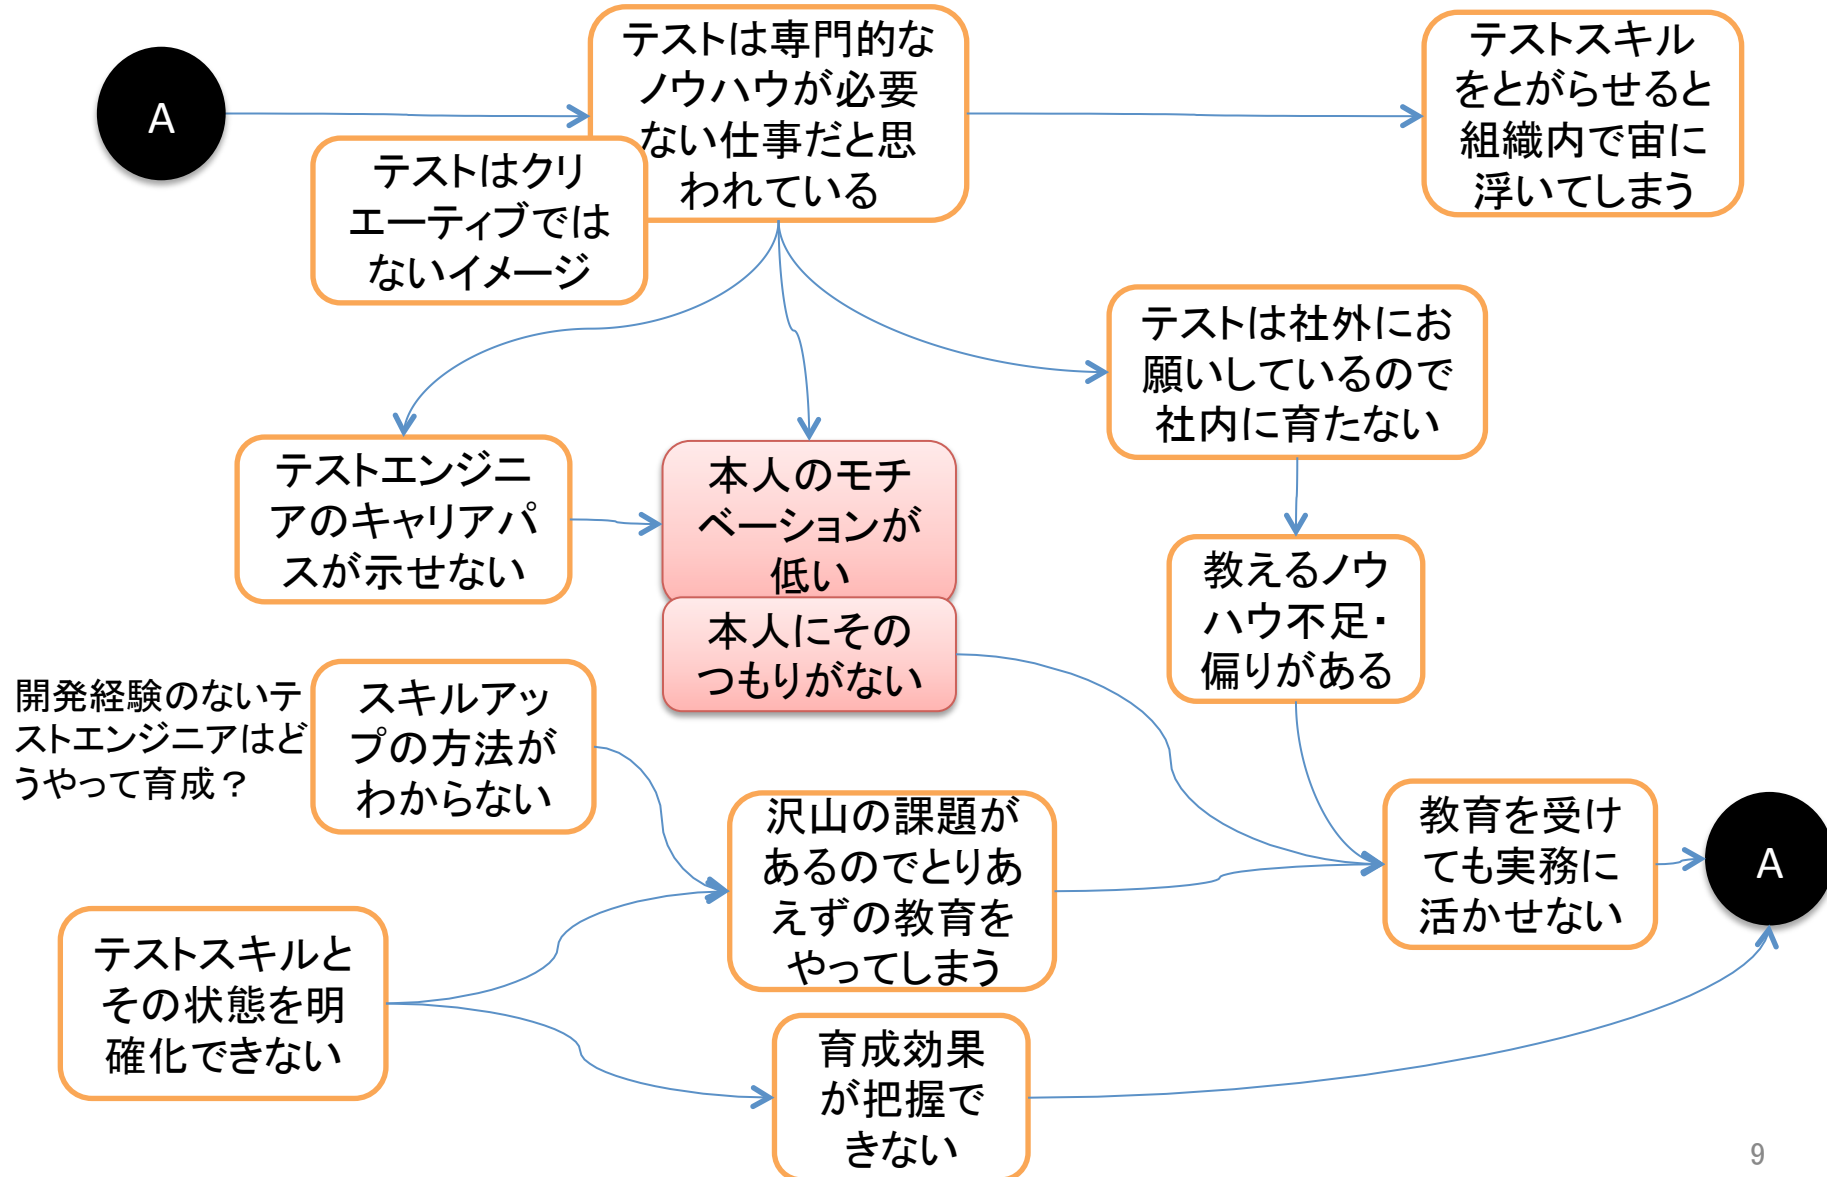 A
テストは専門的な
ノウハウが必要
ない仕事だと思
われている
テストスキル
をとがらせると
組織内で宙に
浮いてしまう
テストはクリ
エーティブでは
ないイメージ
テストは社外にお
願いしているので
社内に育たない
テストエンジニ
アのキャリアパ
スが示せない
本人のモチ
ベーションが
低い
本人にその
つもりがない
教えるノウ
ハウ不足・
偏りがある
開発経験のないテ
ストエンジニアはど
うやって育成？
スキルアッ
プの方法が
わからない
沢山の課題が
あるのでとりあ
えずの教育を
やってしまう
教育を受け
ても実務に
活かせない
A
テストスキルと
その状態を明
確化できない
育成効果
が把握で
きない
9